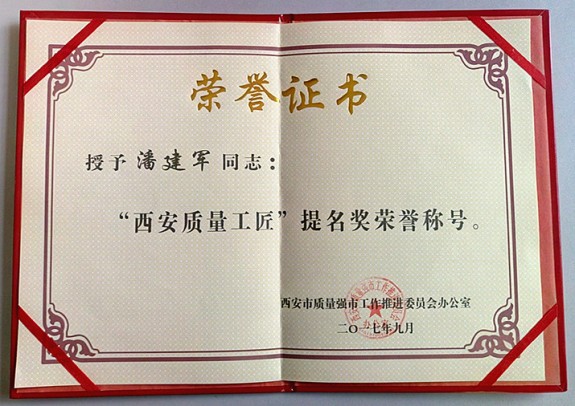 荣誉证书
授予潘建军同志：
“西安质量工匠”提名奖荣誉称号。
西安市质量强市工作推进委员会办公室
二〇一七年九月